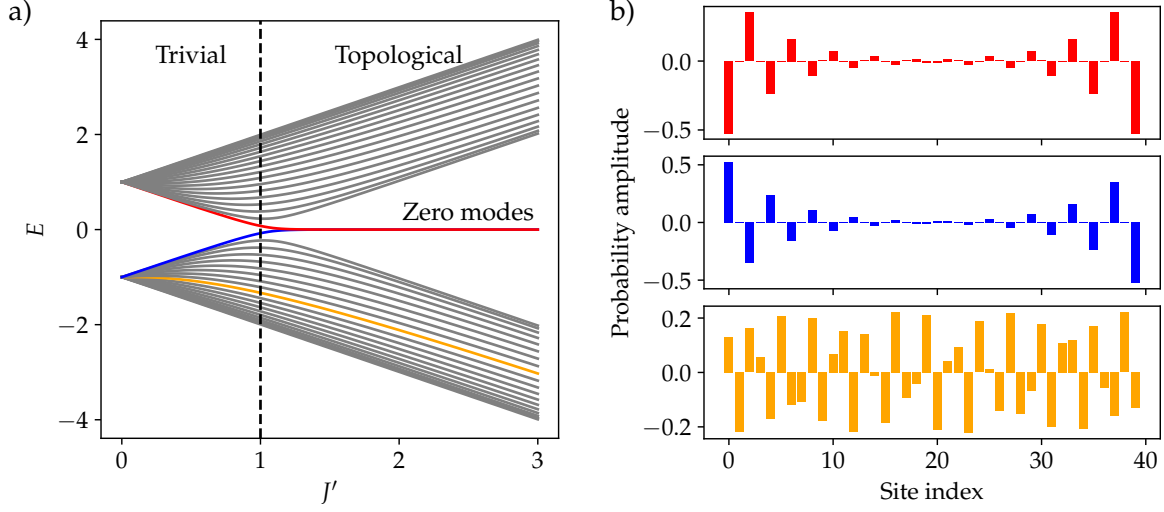 a)
Trivial
Topological
Zero modes
4
2
0
−2
−4
E
0
1
2
3
J′
b)
0.0
−0.5
0.5
0.0
−0.5
0.2
0.0
−0.2
Probability amplitude
0
10
20
30
40
Site index